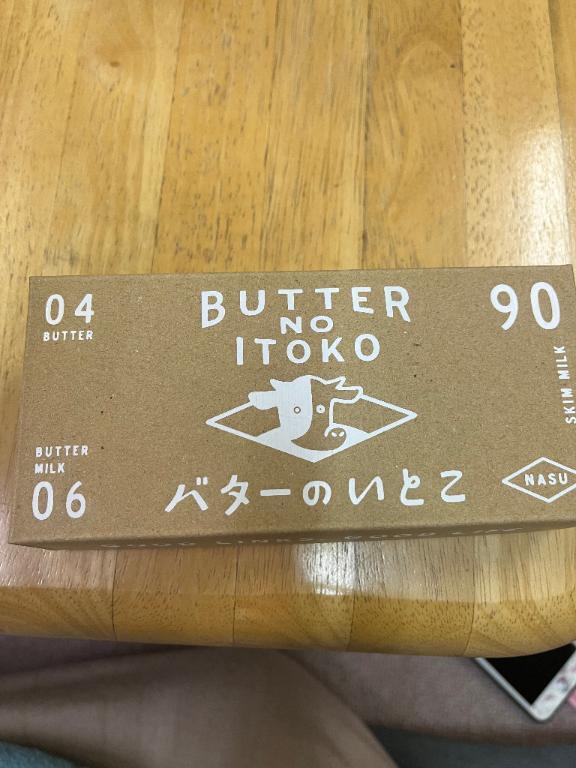 04
BUTTER
BUTTER
NO
ITOKO
90
SKIM MILK
BUTTER
MILK
06
バターのいとこ
NASU